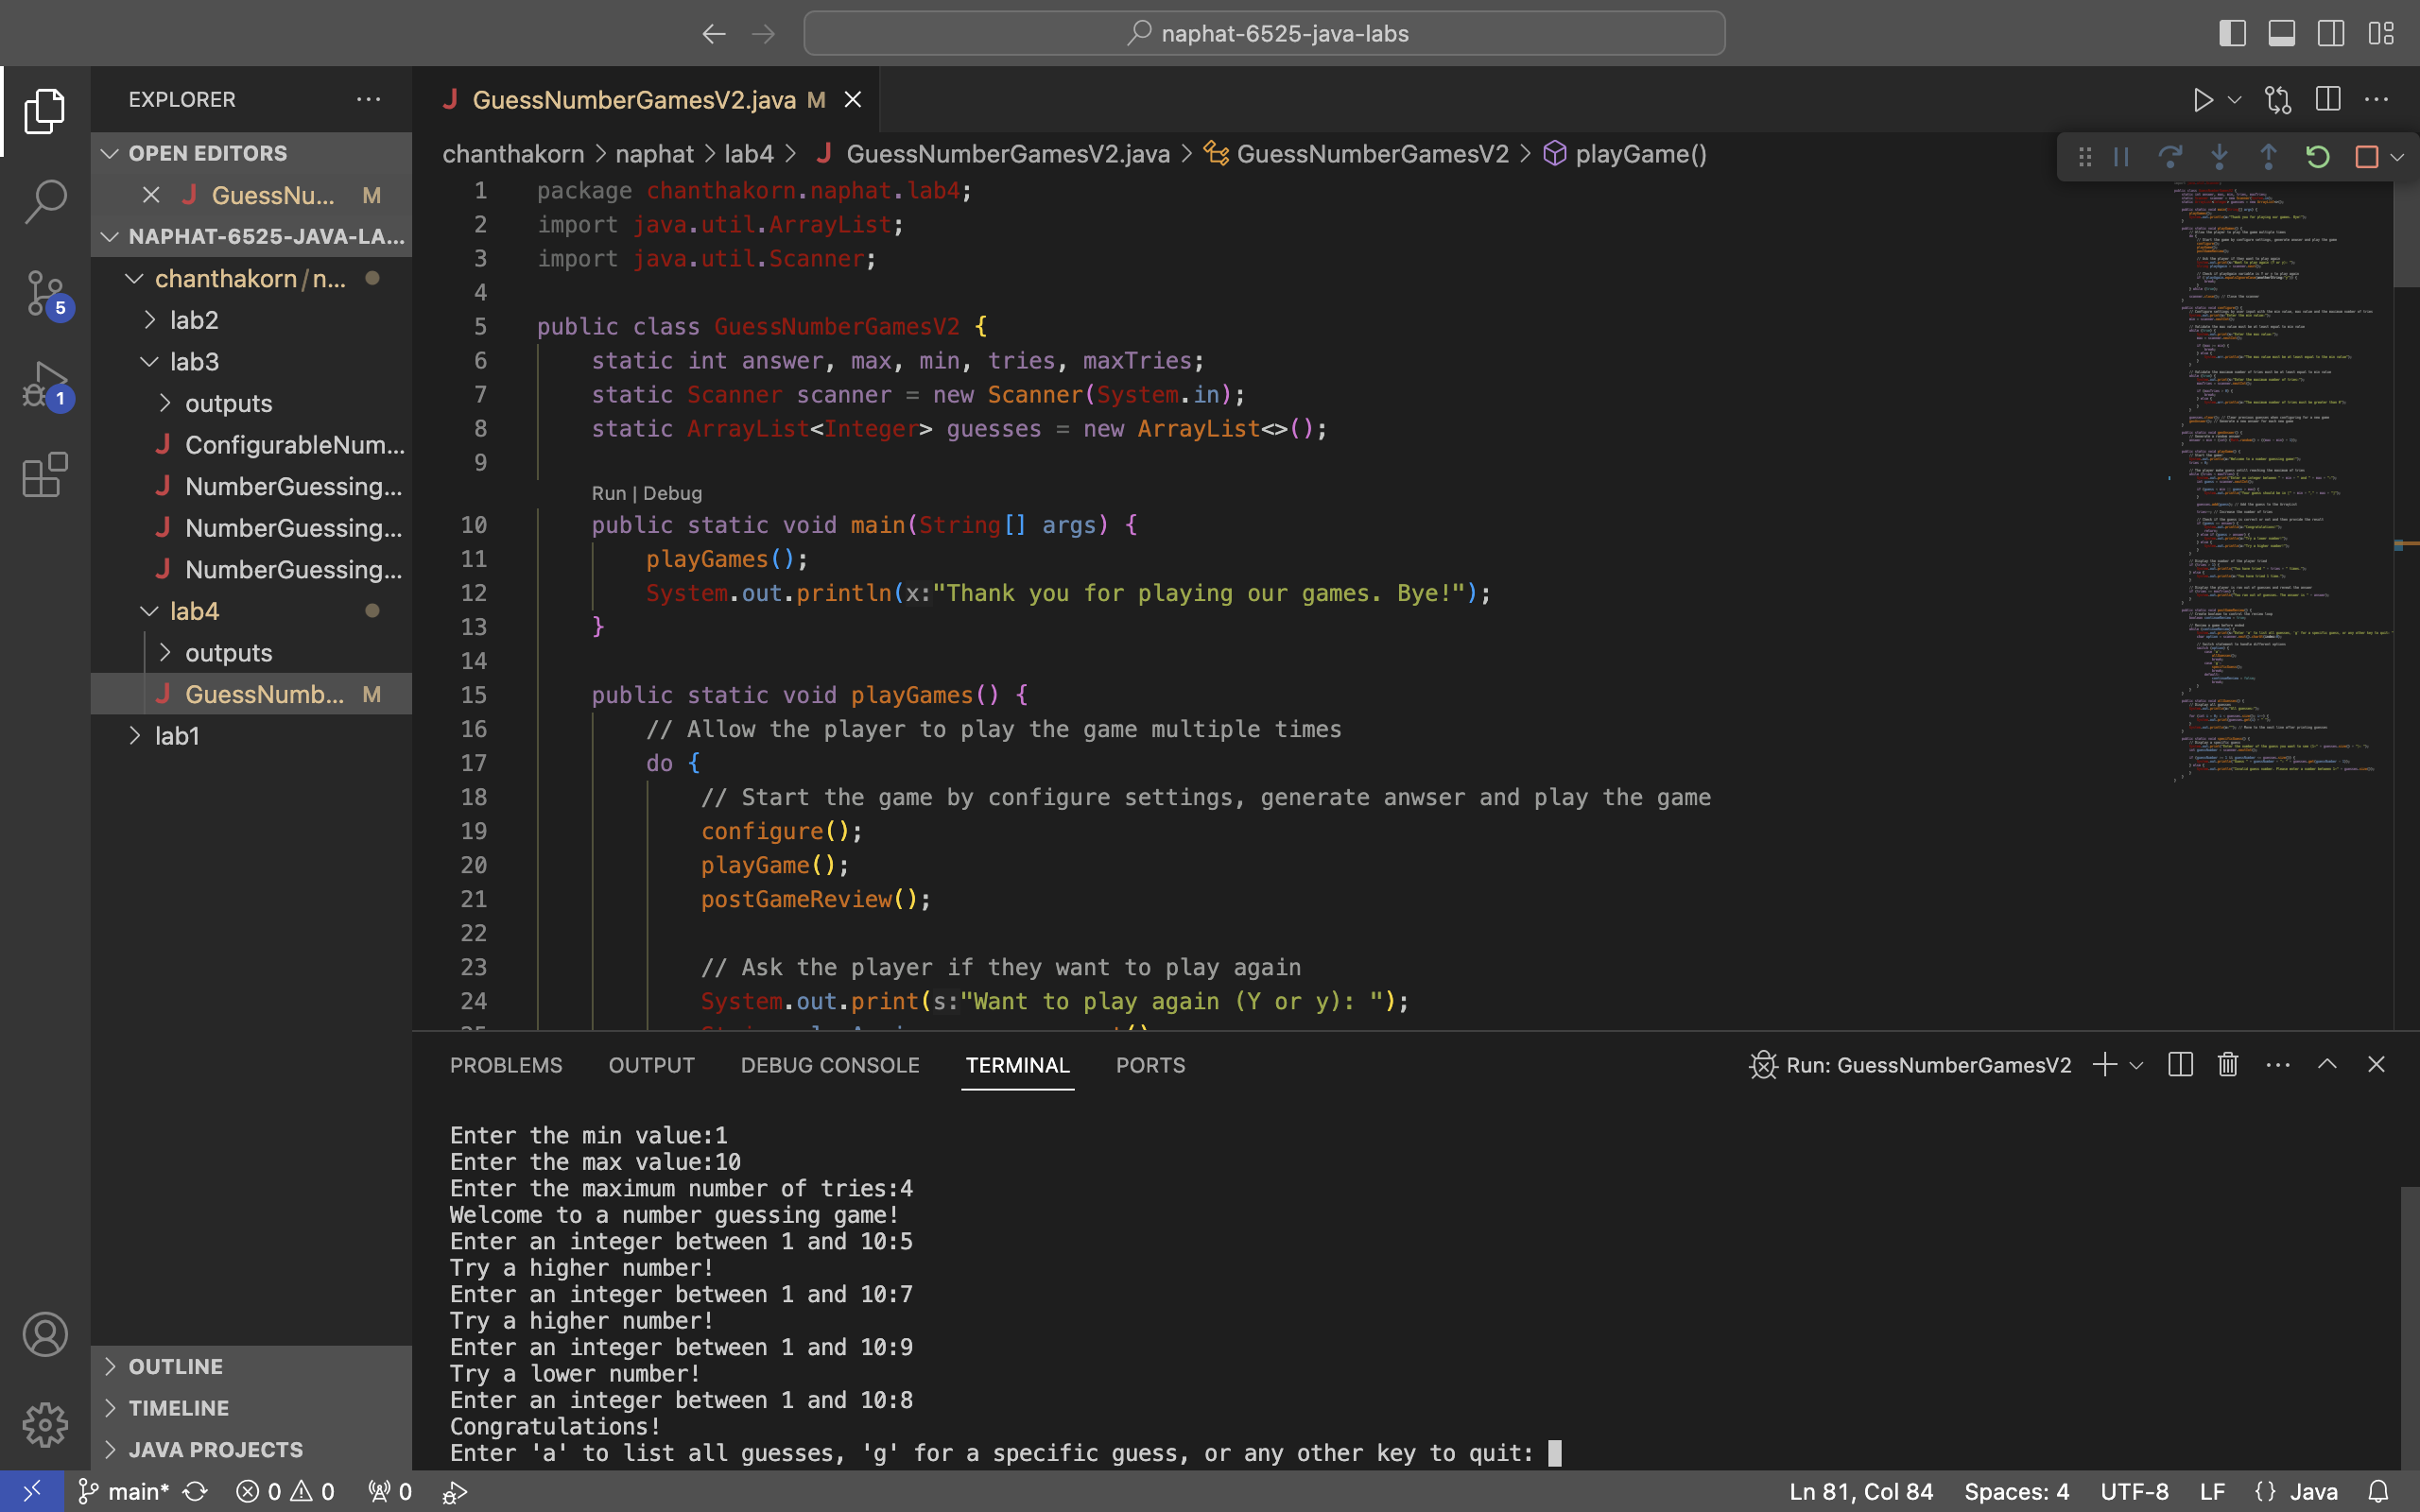 naphat-6525-java-labs
EXPLORER
OPEN EDITORS
GuessNu... M
NAPHAT-6525-JAVA-LA...
chanthakorn/n...
lab2
lab3
outputs
ConfigurableNum...
NumberGuessing...
NumberGuessing...
NumberGuessing...
lab4
outputs
GuessNumb... M
lab1
OUTLINE
TIMELINE
JAVA PROJECTS
5
1
GuessNumberGamesV2.java M
chanthakorn > naphat > lab4 > GuessNumberGamesV2.java > GuessNumberGamesV2 > playGame()
1 package chanthakorn.naphat.lab4;
2 import java.util.ArrayList;
3 import java.util.Scanner;
4
5 public class GuessNumberGamesV2 {
6 static int answer, max, min, tries, maxTries;
7 static Scanner scanner = new Scanner(System.in);
8 static ArrayList<Integer> guesses = new ArrayList<>();
9
Run | Debug
10 public static void main(String[] args) {
11 playGames();
12 System.out.println(x:"Thank you for playing our games. Bye!");
13 }
14
15 public static void playGames() {
16 // Allow the player to play the game multiple times
17 do {
18 // Start the game by configure settings, generate anwser and play the game
19 configure();
20 playGame();
21 postGameReview();
22
23 // Ask the player if they want to play again
24 System.out.print(s:"Want to play again (Y or y): ");
PROBLEMS OUTPUT DEBUG CONSOLE TERMINAL PORTS
Run: GuessNumberGamesV2
Enter the min value:1
Enter the max value:10
Enter the maximum number of tries:4
Welcome to a number guessing game!
Enter an integer between 1 and 10:5
Try a higher number!
Enter an integer between 1 and 10:7
Try a higher number!
Enter an integer between 1 and 10:9
Try a lower number!
Enter an integer between 1 and 10:8
Congratulations!
Enter 'a' to list all guesses, 'g' for a specific guess, or any other key to quit:
main* 0 0 0 Ln 81, Col 84 Spaces: 4 UTF-8 LF {} Java